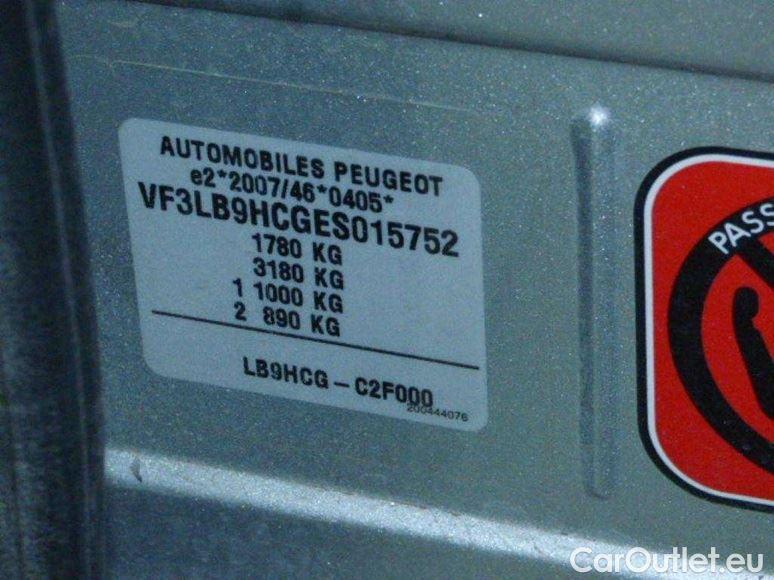 AUTOMOBILES PEUGEOT
e2*2007/46*0405*
VF3LB9HCGES015752
1780 KG
3180 KG
1 1000 KG
2 890 KG
LB9HCG - C2F000
200444076
PASS
CarOutlet.eu